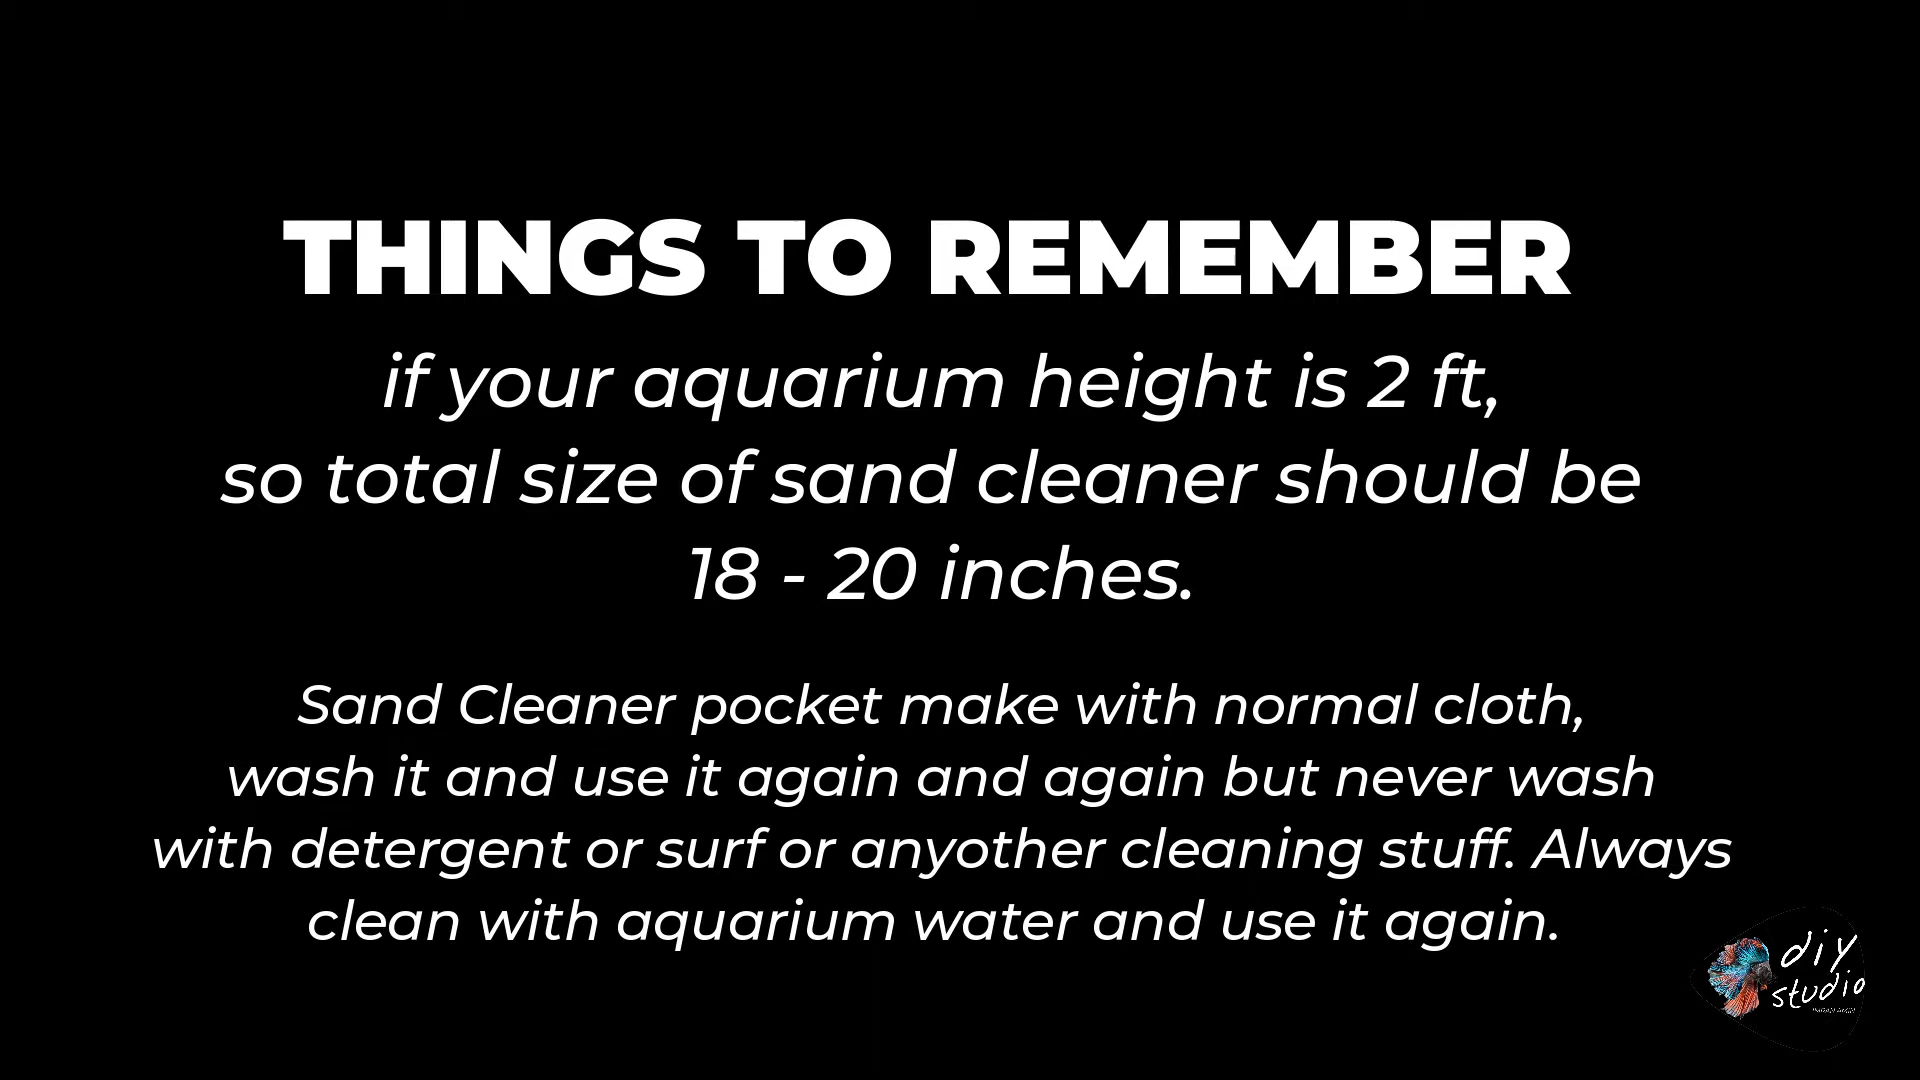 THINGS TO REMEMBER
if your aquarium height is 2 ft,
so total size of sand cleaner should be
18 - 20 inches.
Sand Cleaner pocket make with normal cloth,
wash it and use it again and again but never wash
with detergent or surf or anyother cleaning stuff. Always
clean with aquarium water and use it again.
diy
studio